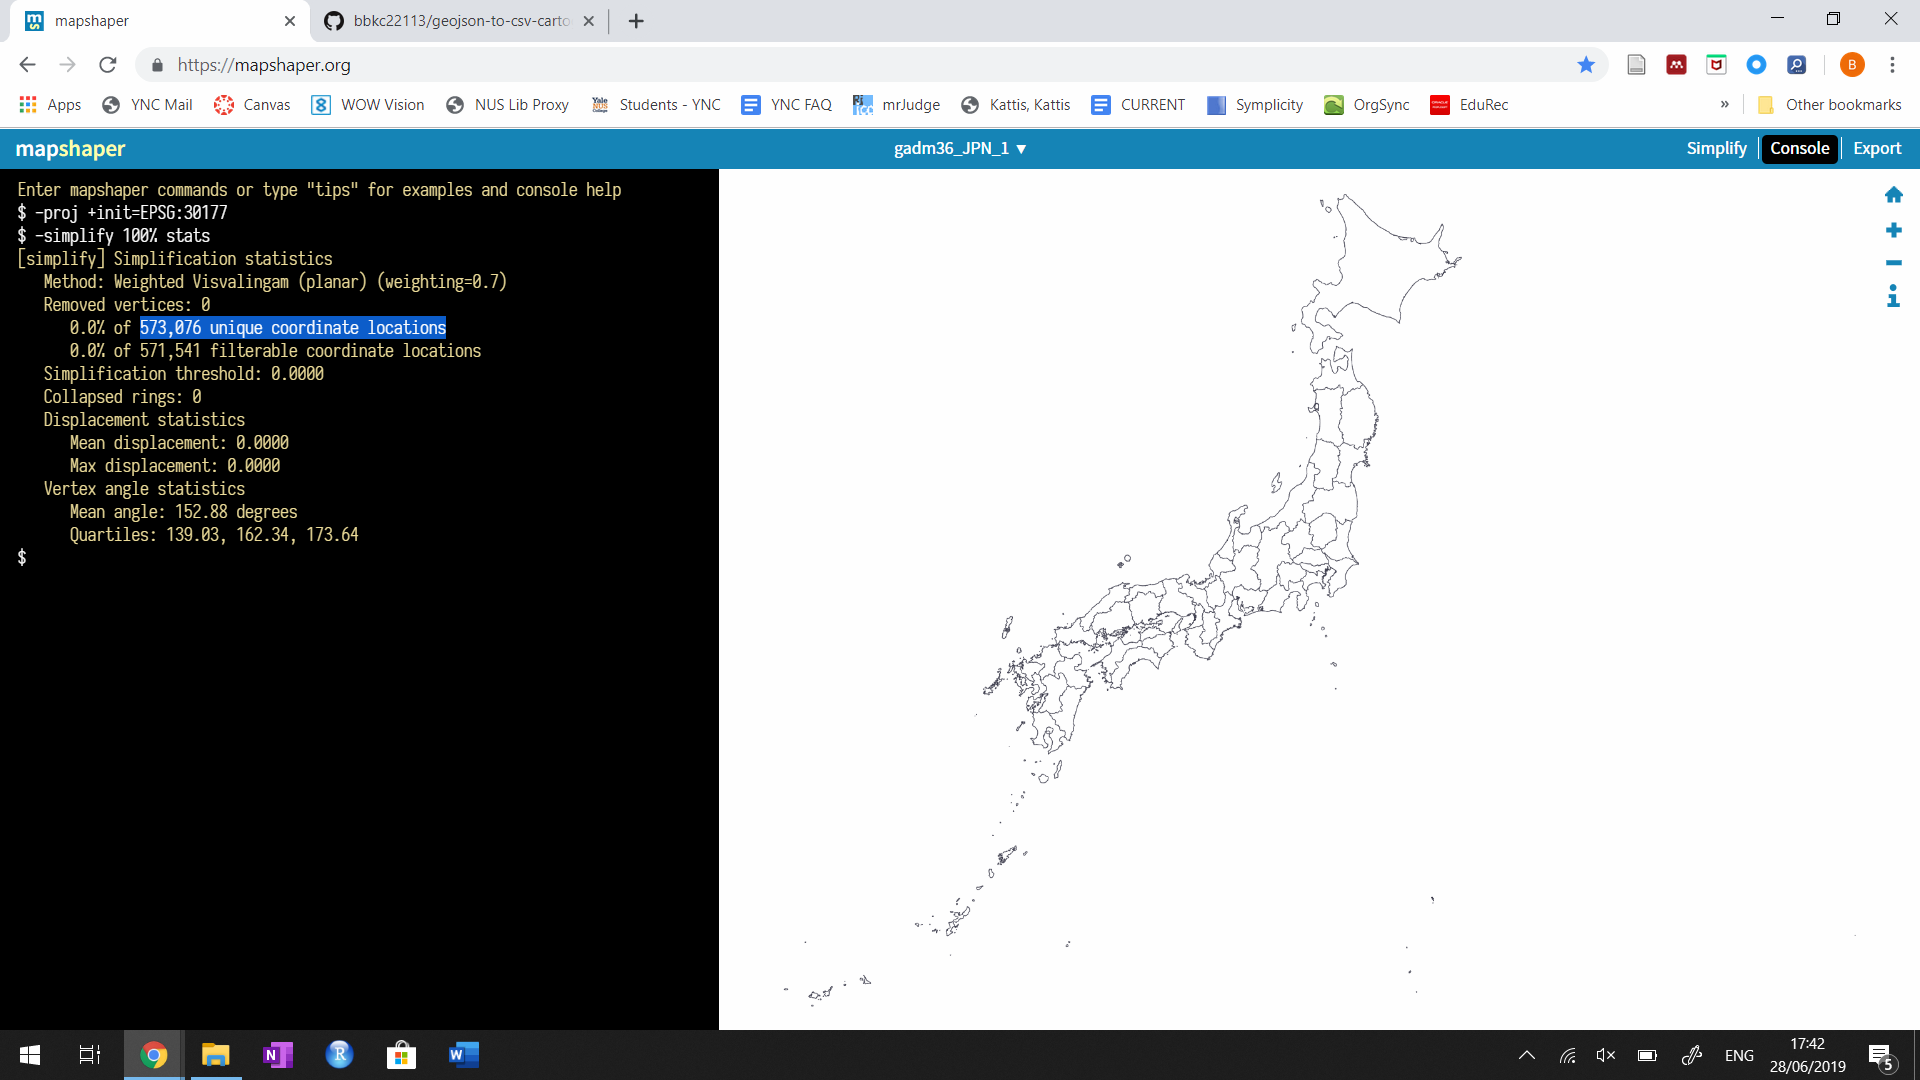 mapshaper
bbkc22113/geojson-to-csv-carto
https://mapshaper.org
B
Apps
YNC Mail
Canvas
WOW Vision
NUS Lib Proxy
Students - YNC
YNC FAQ
mrJudge
Kattis, Kattis
CURRENT
Symplicity
OrgSync
EduRec
»
Other bookmarks
mapshaper
gadm36_JPN_1 ▼
Simplify
Console
Export
Enter mapshaper commands or type "tips" for examples and console help
$ -proj +init=EPSG:30177
$ -simplify 100% stats
[simplify] Simplification statistics
Method: Weighted Visvalingam (planar) (weighting=0.7)
Removed vertices: 0
0.0% of 573,076 unique coordinate locations
0.0% of 571,541 filterable coordinate locations
Simplification threshold: 0.0000
Collapsed rings: 0
Displacement statistics
Mean displacement: 0.0000
Max displacement: 0.0000
Vertex angle statistics
Mean angle: 152.88 degrees
Quartiles: 139.03, 162.34, 173.64
$
ENG
17:42
28/06/2019
5